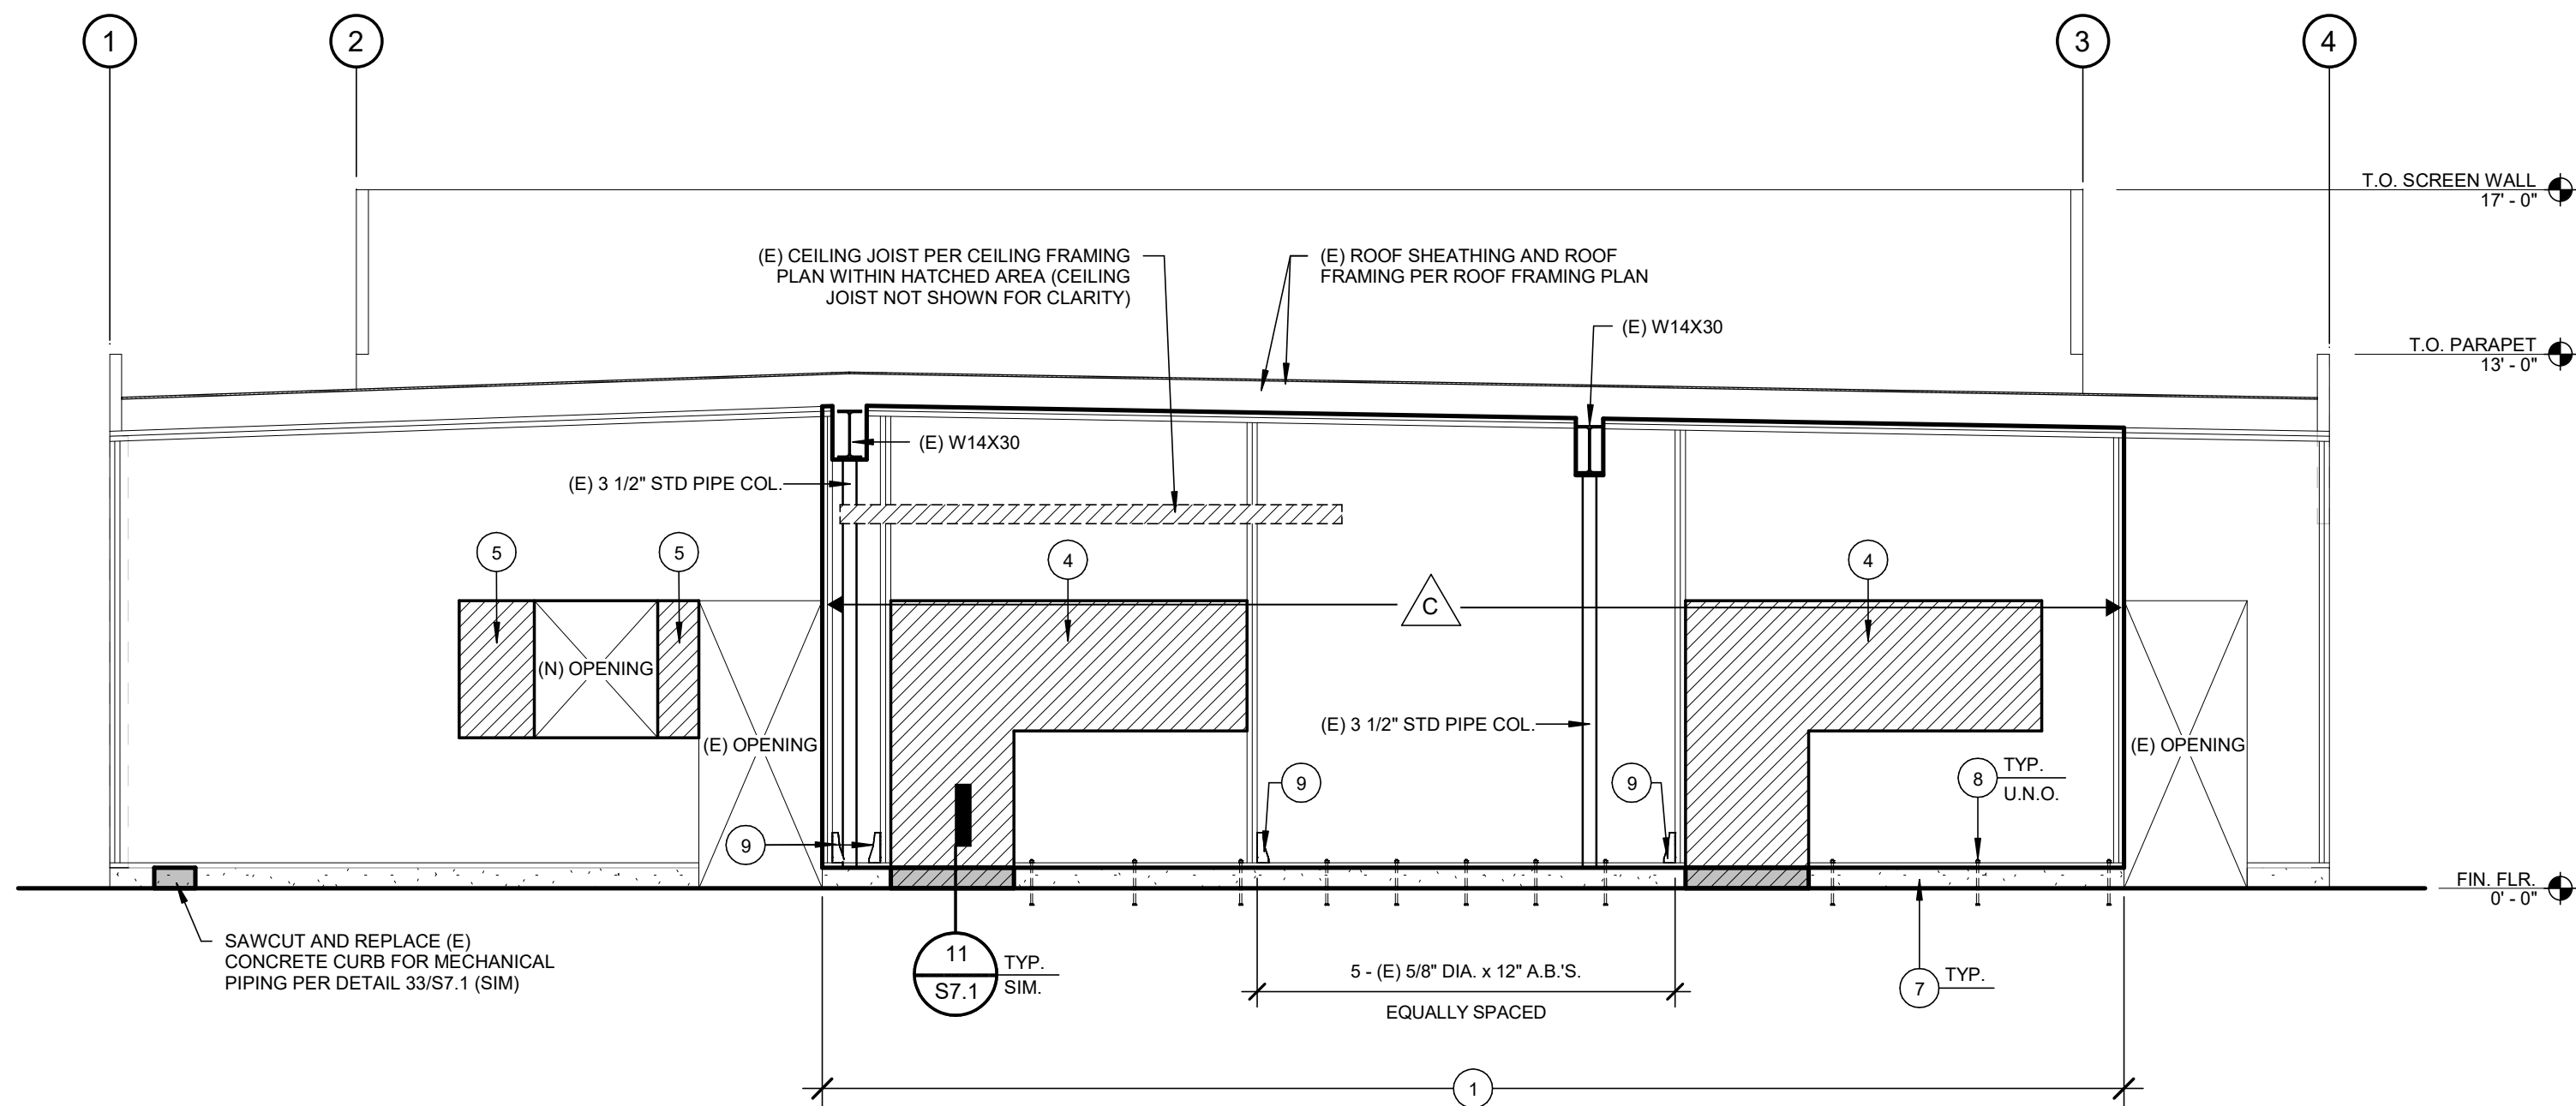 1
2
3
4
T.O. SCREEN WALL
17' - 0"
(E) CEILING JOIST PER CEILING FRAMING
PLAN WITHIN HATCHED AREA (CEILING
JOIST NOT SHOWN FOR CLARITY)
(E) ROOF SHEATHING AND ROOF
FRAMING PER ROOF FRAMING PLAN
(E) W14X30
T.O. PARAPET
13' - 0"
(E) W14X30
(E) 3 1/2" STD PIPE COL.
5
5
4
4
C
(N) OPENING
(E) OPENING
(E) 3 1/2" STD PIPE COL.
(E) OPENING
9
9
8
TYP.
U.N.O.
9
FIN. FLR.
0' - 0"
SAWCUT AND REPLACE (E)
CONCRETE CURB FOR MECHANICAL
PIPING PER DETAIL 33/S7.1 (SIM)
11
S7.1
TYP.
SIM.
5 - (E) 5/8" DIA. x 12" A.B.'S.
EQUALLY SPACED
7
TYP.
1